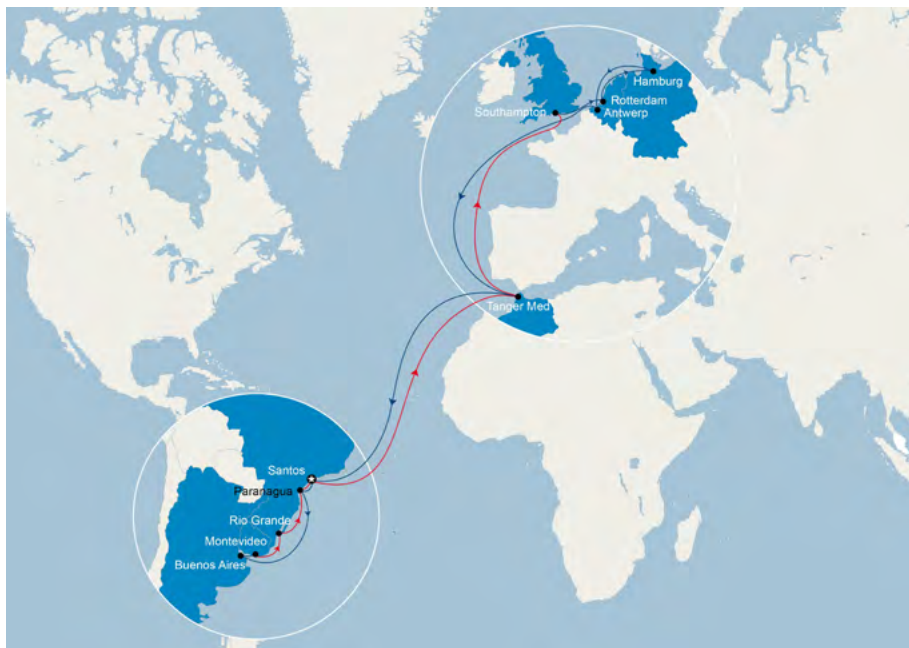 Hamburg
Rotterdam
Southampton
Antwerp
Tanger Med
Santos
Paranagua
Rio Grande
Montevideo
Buenos Aires